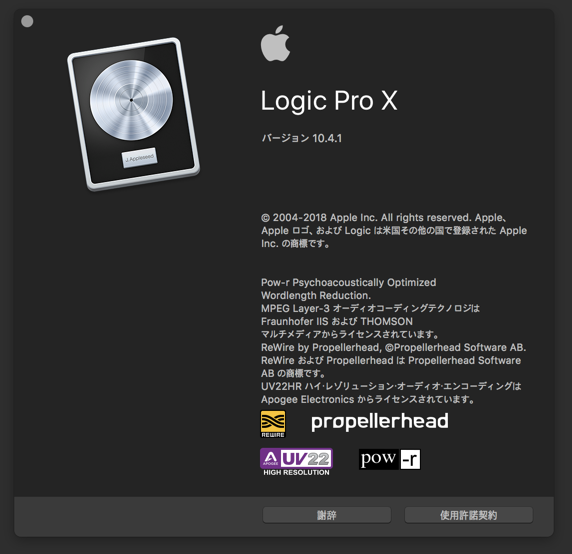 J.Appleseed
Logic Pro X
バージョン 10.4.1
© 2004-2018 Apple Inc. All rights reserved. Apple、
Apple ロゴ、および Logic は米国その他の国で登録された Apple
Inc. の商標です。
Pow-r Psychoacoustically Optimized
Wordlength Reduction.
MPEG Layer-3 オーディオコーディングテクノロジは
Fraunhofer IIS および THOMSON
マルチメディアからライセンスされています。
ReWire by Propellerhead, ©Propellerhead Software AB.
ReWire および Propellerhead は Propellerhead Software
AB の商標です。
UV22HR ハイ·レゾリューション·オーディオ·エンコーディングは
Apogee Electronics からライセンスされています。
REWIRE
propellerhead
APOGEE UV22
HIGH RESOLUTION
pow-r
謝辞
使用許諾契約